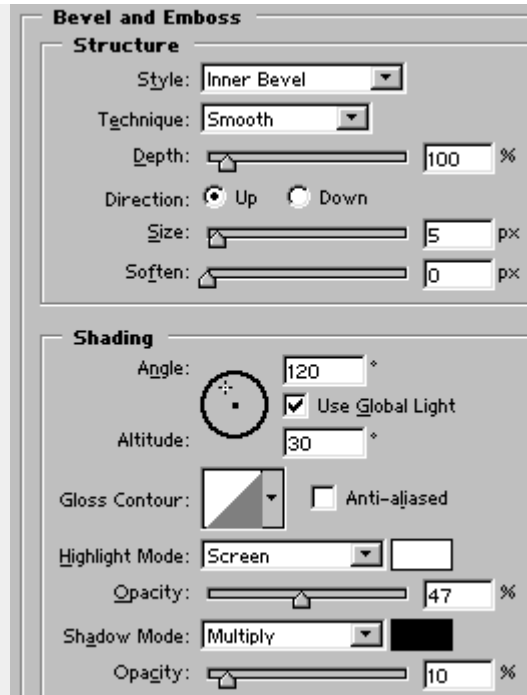 Bevel and Emboss
Structure
Style: Inner Bevel
Technique: Smooth
Depth: 100 %
Direction: Up Down
Size: 5 px
Soften: 0 px
Shading
Angle: 120 °
Use Global Light
Altitude: 30 °
Gloss Contour: Anti-aliased
Highlight Mode: Screen
Opacity: 47 %
Shadow Mode: Multiply
Opacity: 10 %